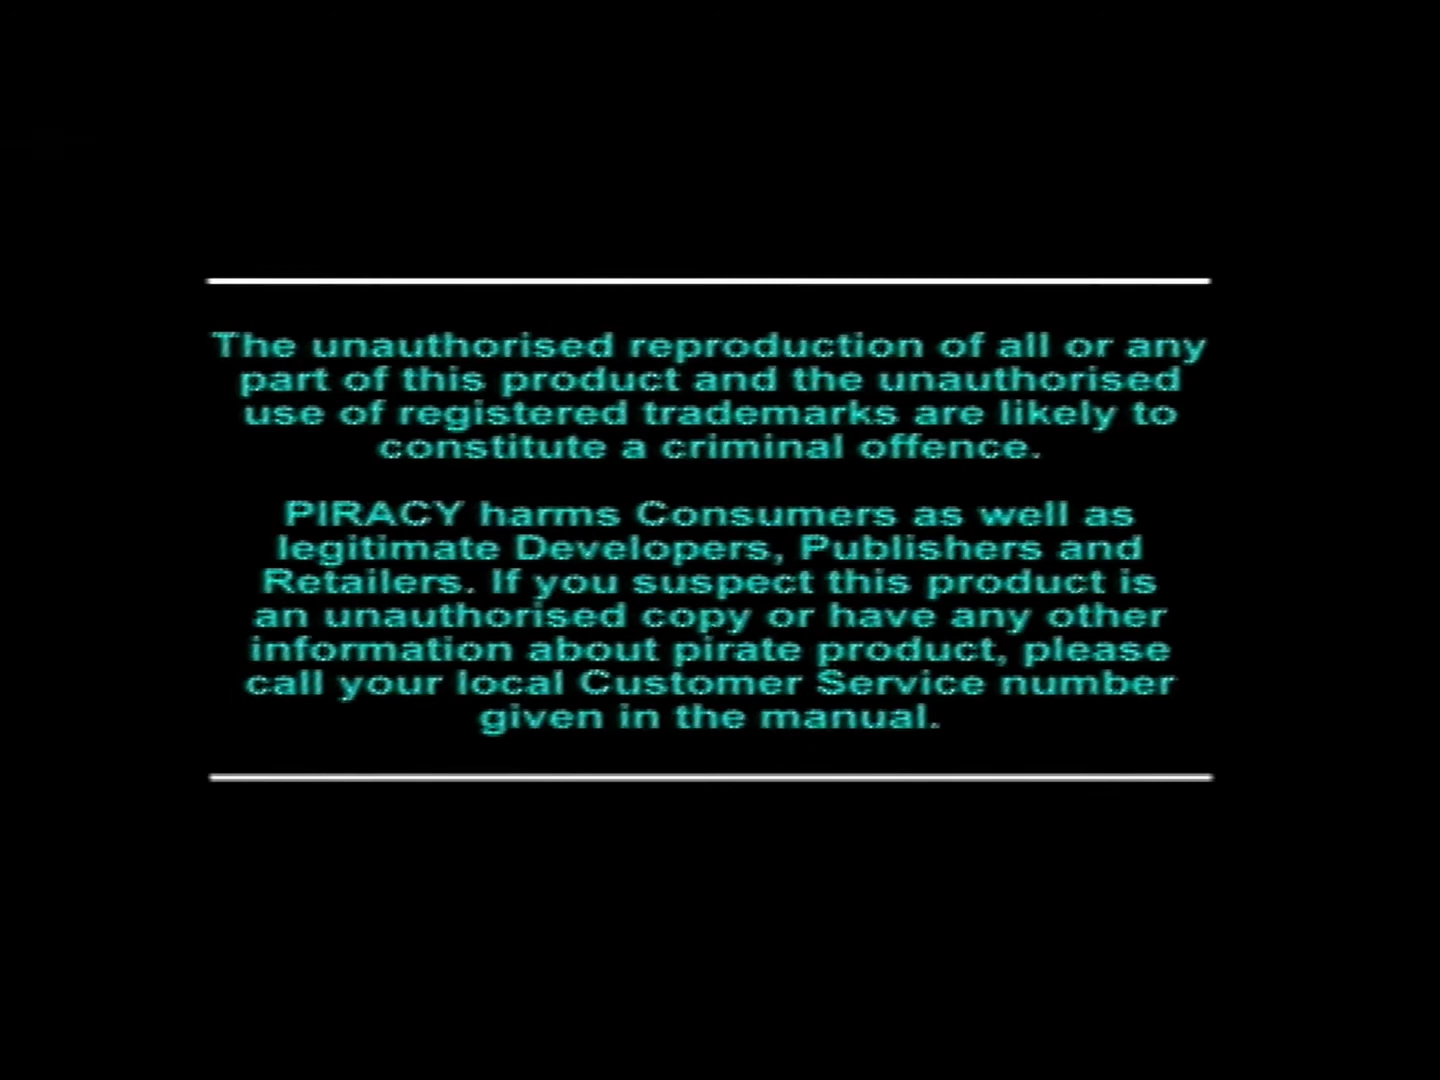 The unauthorised reproduction of all or any
part of this product and the unauthorised
use of registered trademarks are likely to
constitute a criminal offence.
PIRACY harms Consumers as well as
legitimate Developers, Publishers and
Retailers. If you suspect this product is
an unauthorised copy or have any other
information about pirate product, please
call your local Customer Service number
given in the manual.